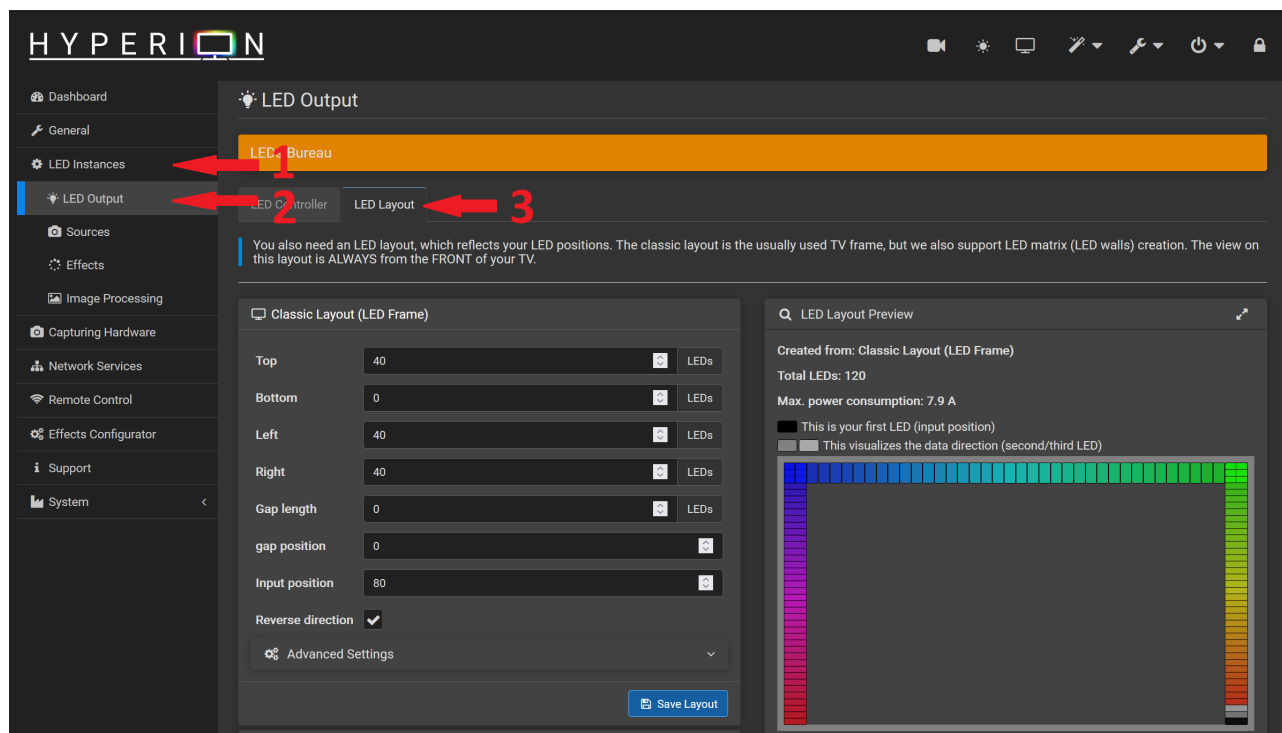 HYPERION
Dashboard
General
LED Instances
LED Output
Sources
Effects
Image Processing
Capturing Hardware
Network Services
Remote Control
Effects Configurator
Support
System
1
2
3
LED Output
LEDs Bureau
LED Controller
LED Layout
You also need an LED layout, which reflects your LED positions. The classic layout is the usually used TV frame, but we also support LED matrix (LED walls) creation. The view on
this layout is ALWAYS from the FRONT of your TV.
Classic Layout (LED Frame)
Top 40 LEDs
Bottom 0 LEDs
Left 40 LEDs
Right 40 LEDs
Gap length 0 LEDs
gap position 0
Input position 80
Reverse direction
Advanced Settings
Save Layout
LED Layout Preview
Created from: Classic Layout (LED Frame)
Total LEDs: 120
Max. power consumption: 7.9 A
This is your first LED (input position)
This visualizes the data direction (second/third LED)